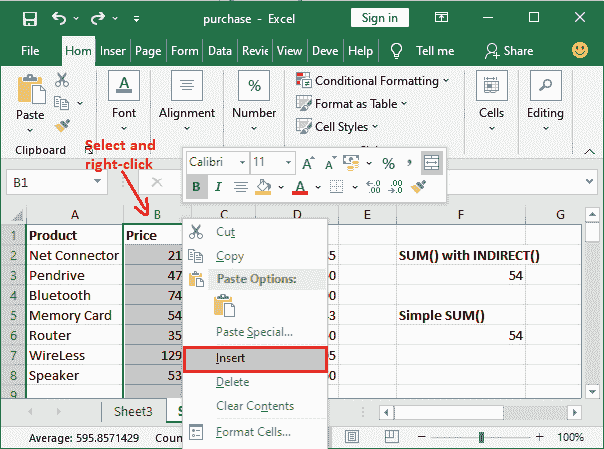 purchase - Excel
Sign in
File Hom Inser Page Form Data Revie View Deve Help Tell me Share
Paste
Clipboard
Font
Alignment
Number
Conditional Formatting
Format as Table
Cell Styles
Cells
Editing
Select and
right-click
Calibri 11 A A % ,
B I A .00 .0
B1
A B C D E F G
1 Product Price
2 Net Connector 21 5 SUM() with INDIRECT()
3 Pendrive 47 0 54
4 Bluetooth 74 0
5 Memory Card 54 3 Simple SUM()
6 Router 35 0 54
7 WireLess 129 5
8 Speaker 53 0
9
Cut
Copy
Paste Options:
Paste Special...
Insert
Delete
Clear Contents
Format Cells...
Sheet3 S
Average: 595.8571429 Coun 100%